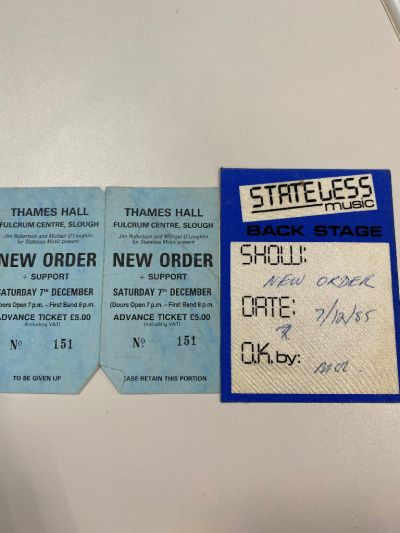 THAMES HALL
FULCRUM CENTRE, SLOUGH
Jim Robertson and Michael O'Loughlin
for Stateless Music present
NEW ORDER
+ SUPPORT
SATURDAY 7th DECEMBER
(Doors Open 7 p.m. – First Band 8 p.m.
ADVANCE TICKET £5.00
(Including VAT)
No 151
TO BE GIVEN UP
THAMES HALL
FULCRUM CENTRE, SLOUGH
Jim Robertson and Michael O'Loughlin
for Stateless Music present
NEW ORDER
+ SUPPORT
SATURDAY 7th DECEMBER
(Doors Open 7 p.m. – First Band 8 p.m.)
ADVANCE TICKET £5.00
(Including VAT)
No 151
EASE RETAIN THIS PORTION
STATELESS
music
BACK STAGE
SHOW:
NEW ORDER
DATE: 7/12/85
O.K. by: